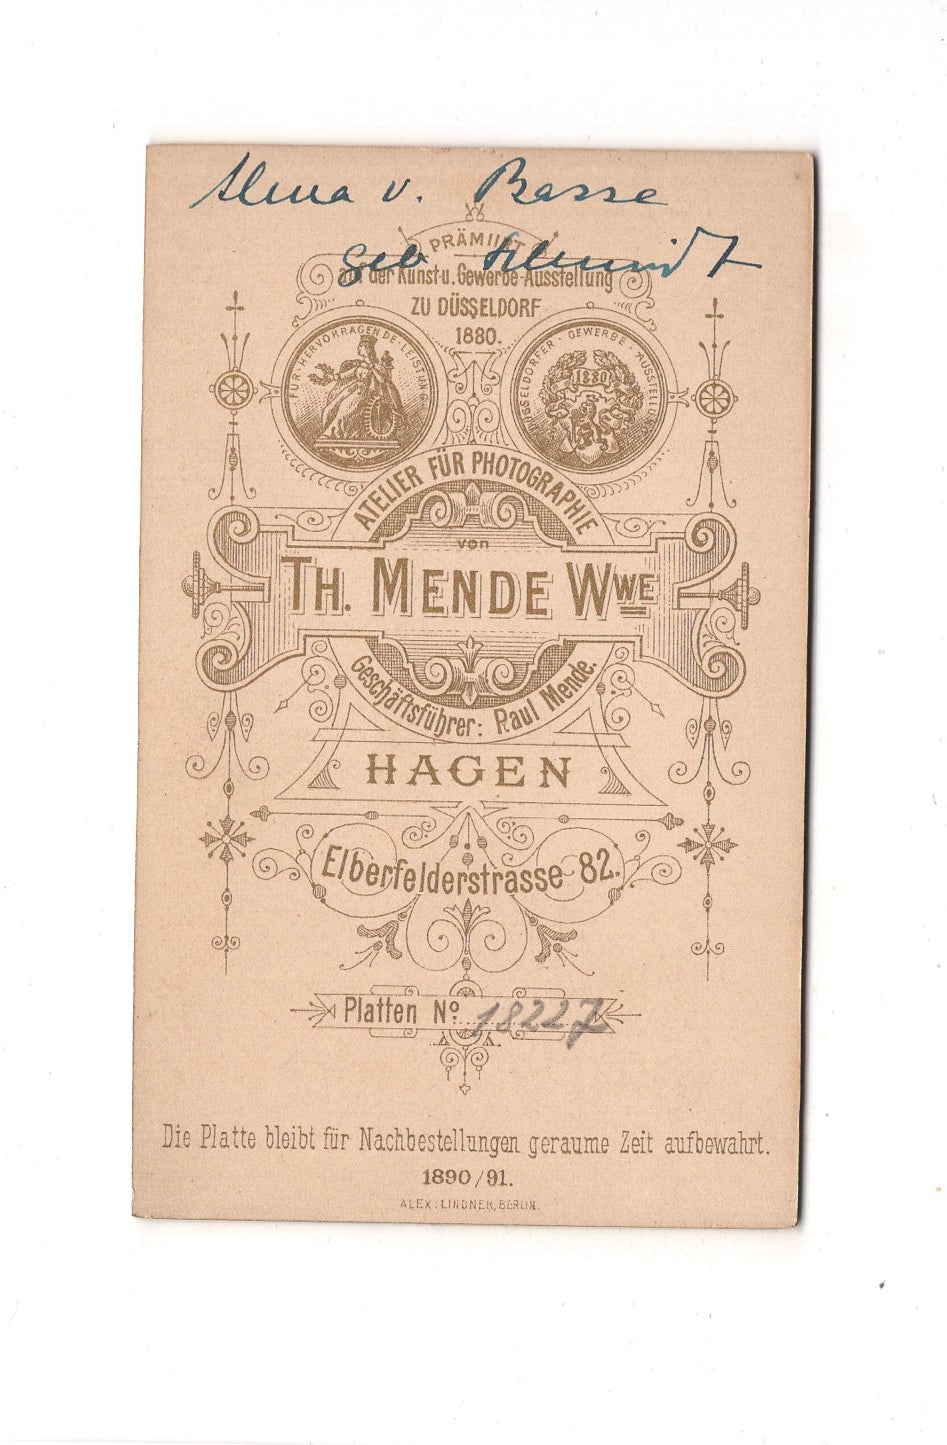 Alma v. Basse
geb Schmidt
PRÄMIIRT
auf der Kunst u. Gewerbe-Ausstellung
ZU DÜSSELDORF
1880.
FÜR·HERVORRAGENDE·LEISTUNG
DÜSSELDORFER·GEWERBE·AUSSTELLUNG
1880
ATELIER FÜR PHOTOGRAPHIE
von
TH. MENDE WWE
Geschäftsführer: Raul Mende.
HAGEN
Elberfelderstrasse 82.
Platten No. 18227
Die Platte bleibt für Nachbestellungen geraume Zeit aufbewahrt.
1890/91.
ALEX: LINDNER, BERLIN.